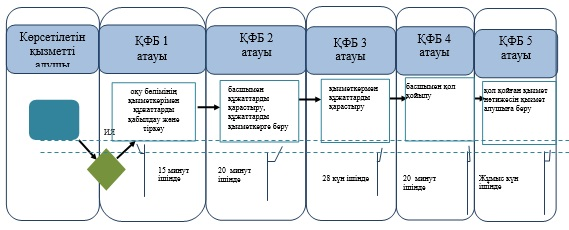 Көрсетілетін
қызметті
алушы
ҚФБ 1
атауы
ҚФБ 2
атауы
ҚФБ 3
атауы
ҚФБ 4
атауы
ҚФБ 5
атауы
оқу бөлімінің
қызметкерімен
құжаттарды
қабылдау және
тіркеу
басшымен
құжаттарды
қарастыру,
құжаттарды
қызметкерге беру
қызметкермен
құжаттарды
қарастыру
басшымен қол
қойылу
қол қойған қызмет
нәтижесін қызмет
алушыға беру
ИЯ
15 минут
ішінде
20 минут
ішінде
28 күн ішінде
20 минут
ішінде
Жұмыс күн
ішінде